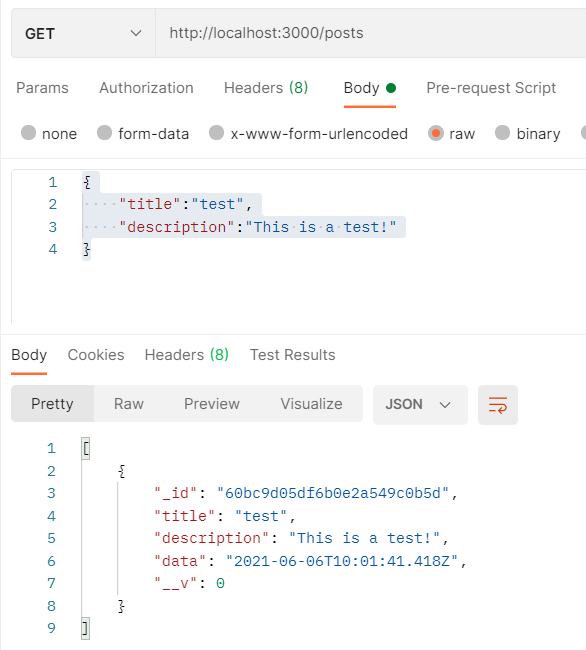 GET http://localhost:3000/posts
Params Authorization Headers (8) Body Pre-request Script
none form-data x-www-form-urlencoded raw binary
1 {
2 ····"title":"test",
3 ····"description":"This·is·a·test!"
4 }
Body Cookies Headers (8) Test Results
Pretty Raw Preview Visualize JSON
1 [
2 {
3 "_id": "60bc9d05df6b0e2a549c0b5d",
4 "title": "test",
5 "description": "This is a test!",
6 "data": "2021-06-06T10:01:41.418Z",
7 "__v": 0
8 }
9 ]